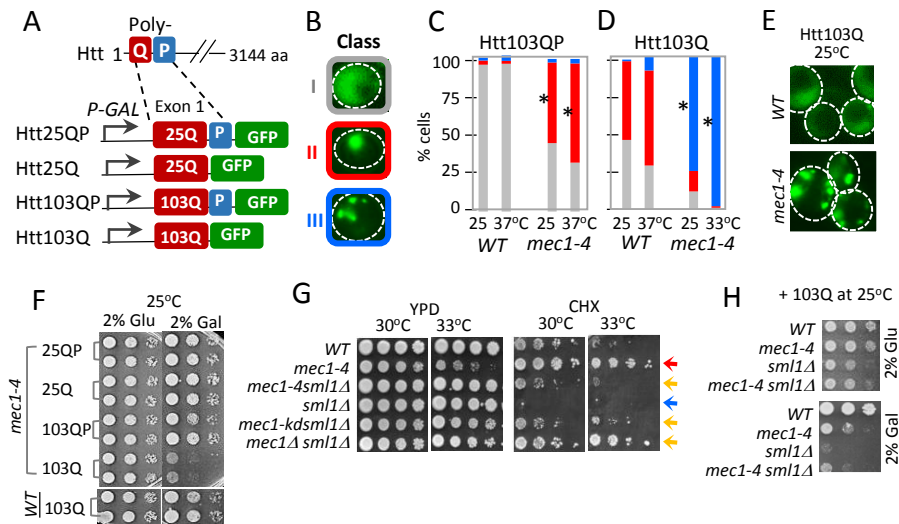 A
Poly-
Htt 1 Q P 3144 aa
P-GAL Exon 1
Htt25QP 25Q P GFP
Htt25Q 25Q GFP
Htt103QP 103Q P GFP
Htt103Q 103Q GFP
B
Class
I
II
III
C
Htt103QP
% cells
100
75
50
25
0
* *
25 37°C 25 37°C
WT mec1-4
D
Htt103Q
* *
25 37°C 25 33°C
WT mec1-4
E
Htt103Q
25°C
WT
mec1-4
F
25°C
2% Glu 2% Gal
mec1-4
25QP
25Q
103QP
103Q
WT 103Q
G
YPD CHX
30°C 33°C 30°C 33°C
WT
mec1-4
mec1-4sml1Δ
sml1Δ
mec1-kdsml1Δ
mec1Δ sml1Δ
H
+ 103Q at 25°C
WT
mec1-4
sml1Δ
mec1-4 sml1Δ
2% Glu
WT
mec1-4
sml1Δ
mec1-4 sml1Δ
2% Gal